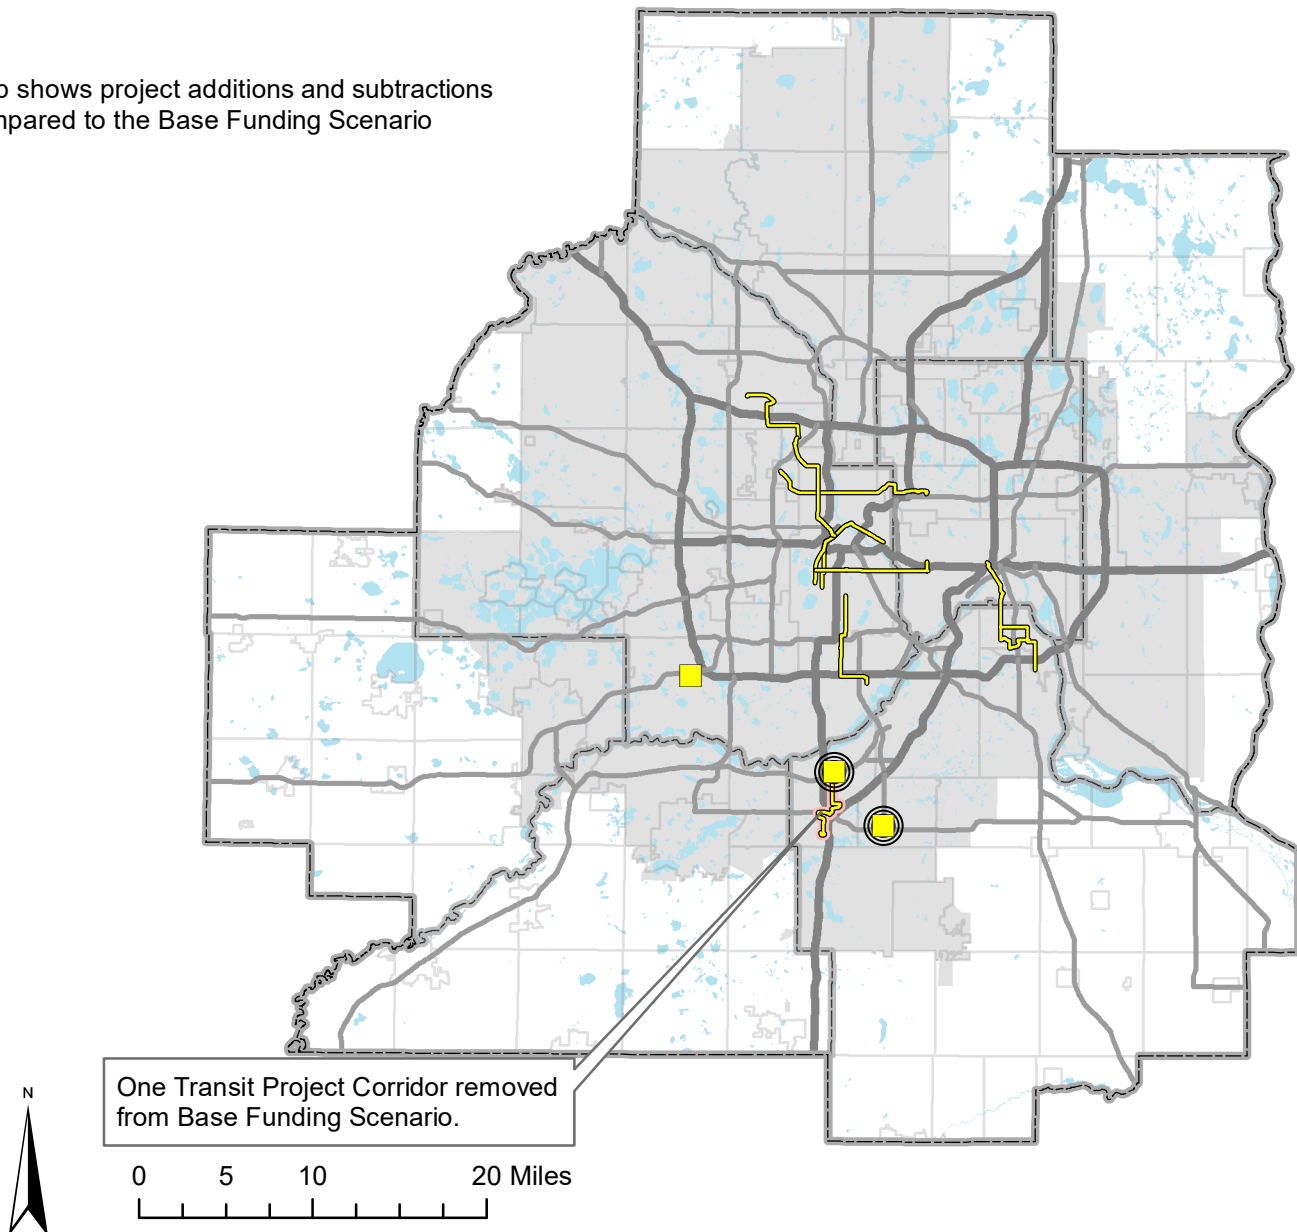 shows project additions and subtractions
compared to the Base Funding Scenario
One Transit Project Corridor removed
from Base Funding Scenario.
N
0 5 10 20 Miles